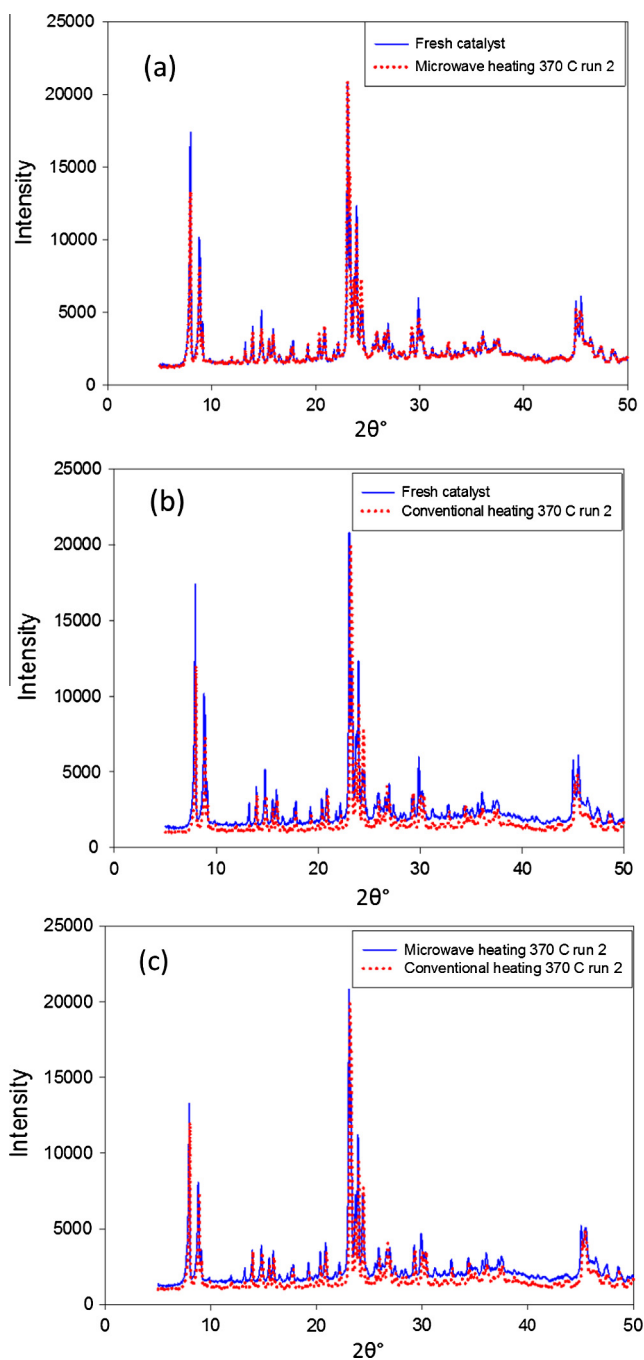 (a)
Fresh catalyst
Microwave heating 370 C run 2
25000
20000
15000
10000
5000
0
Intensity
0 10 20 30 40 50
2θ°
(b)
Fresh catalyst
Conventional heating 370 C run 2
25000
20000
15000
10000
5000
0
Intensity
0 10 20 30 40 50
2θ°
(c)
Microwave heating 370 C run 2
Conventional heating 370 C run 2
25000
20000
15000
10000
5000
0
Intensity
0 10 20 30 40 50
2θ°